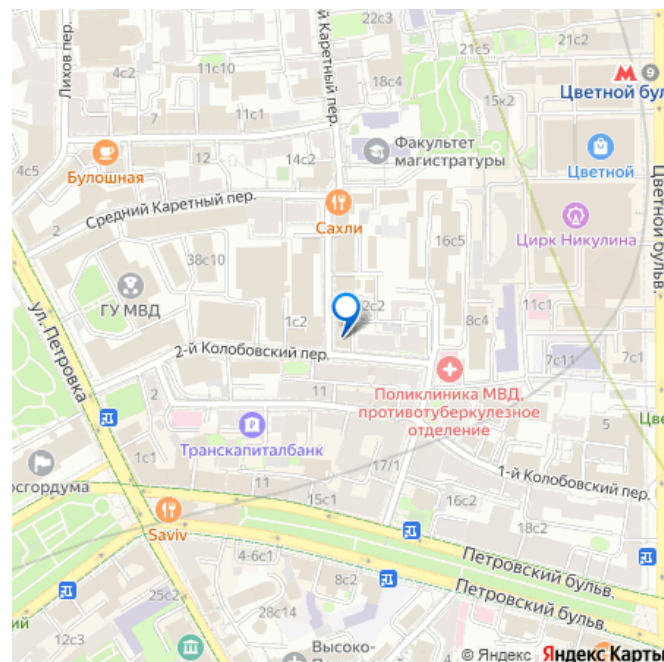 22с3
21с5
21с2
Лихов пер.
4с2
11с10
й Каретный пер.
18с4
15к2
Цветной бул
9
11с1
7
Факультет
магистратуры
4с5
Булошная
12
14с2
Цветной
Средний Каретный пер.
Сахли
2
16с5
Цирк Никулина
Цветной бульв.
38с10
ГУ МВД
2с2
11с1
1с2
8с4
ул. Петровка
2-й Колобовский пер.
7с11
7с1
2
11
Поликлиника МВД,
противотуберкулезное
отделение
5
Цве
Транскапиталбанк
1с1
17/1
1-й Колобовский пер.
осгордума
11
15с1
16с2
Saviv
18с2
4-6с1
Петровский бульв.
25с2
8с2
Петровский бульв.
28с14
кий
12с3
Высоко-
© Яндекс Яндекс Карты